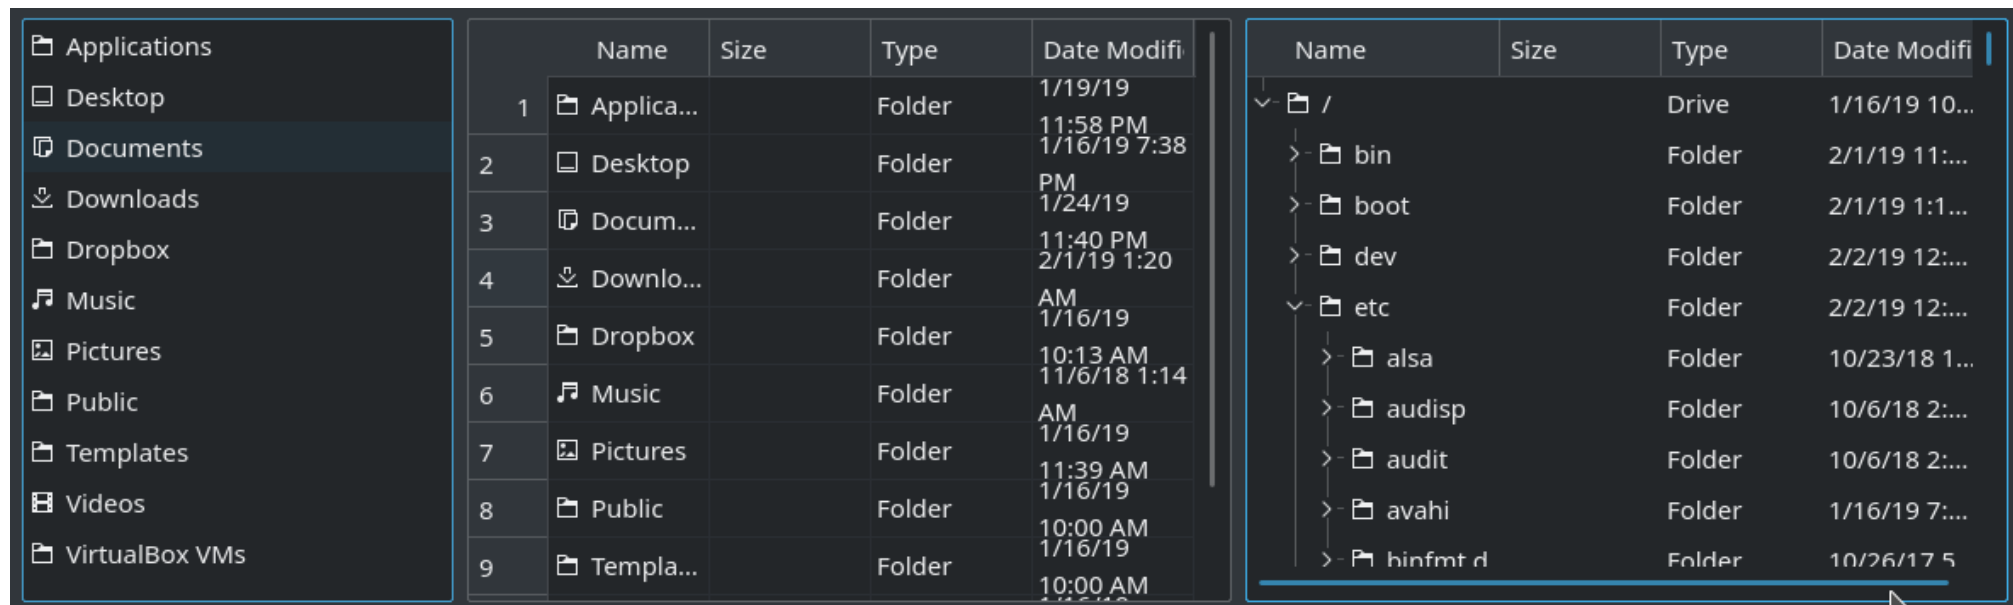 Applications
Desktop
Documents
Downloads
Dropbox
Music
Pictures
Public
Templates
Videos
VirtualBox VMs
Name Size Type Date Modifi
1 Applica... Folder 1/19/19 11:58 PM
2 Desktop Folder 1/16/19 7:38 PM
3 Docum... Folder 1/24/19 11:40 PM
4 Downlo... Folder 2/1/19 1:20 AM
5 Dropbox Folder 1/16/19 10:13 AM
6 Music Folder 11/6/18 1:14 AM
7 Pictures Folder 1/16/19 11:39 AM
8 Public Folder 1/16/19 10:00 AM
9 Templa... Folder 1/16/19 10:00 AM
Name Size Type Date Modifi
/ Drive 1/16/19 10...
bin Folder 2/1/19 11:...
boot Folder 2/1/19 1:1...
dev Folder 2/2/19 12:...
etc Folder 2/2/19 12:...
alsa Folder 10/23/18 1...
audisp Folder 10/6/18 2:...
audit Folder 10/6/18 2:...
avahi Folder 1/16/19 7:...
binfmt d Folder 10/26/17 5